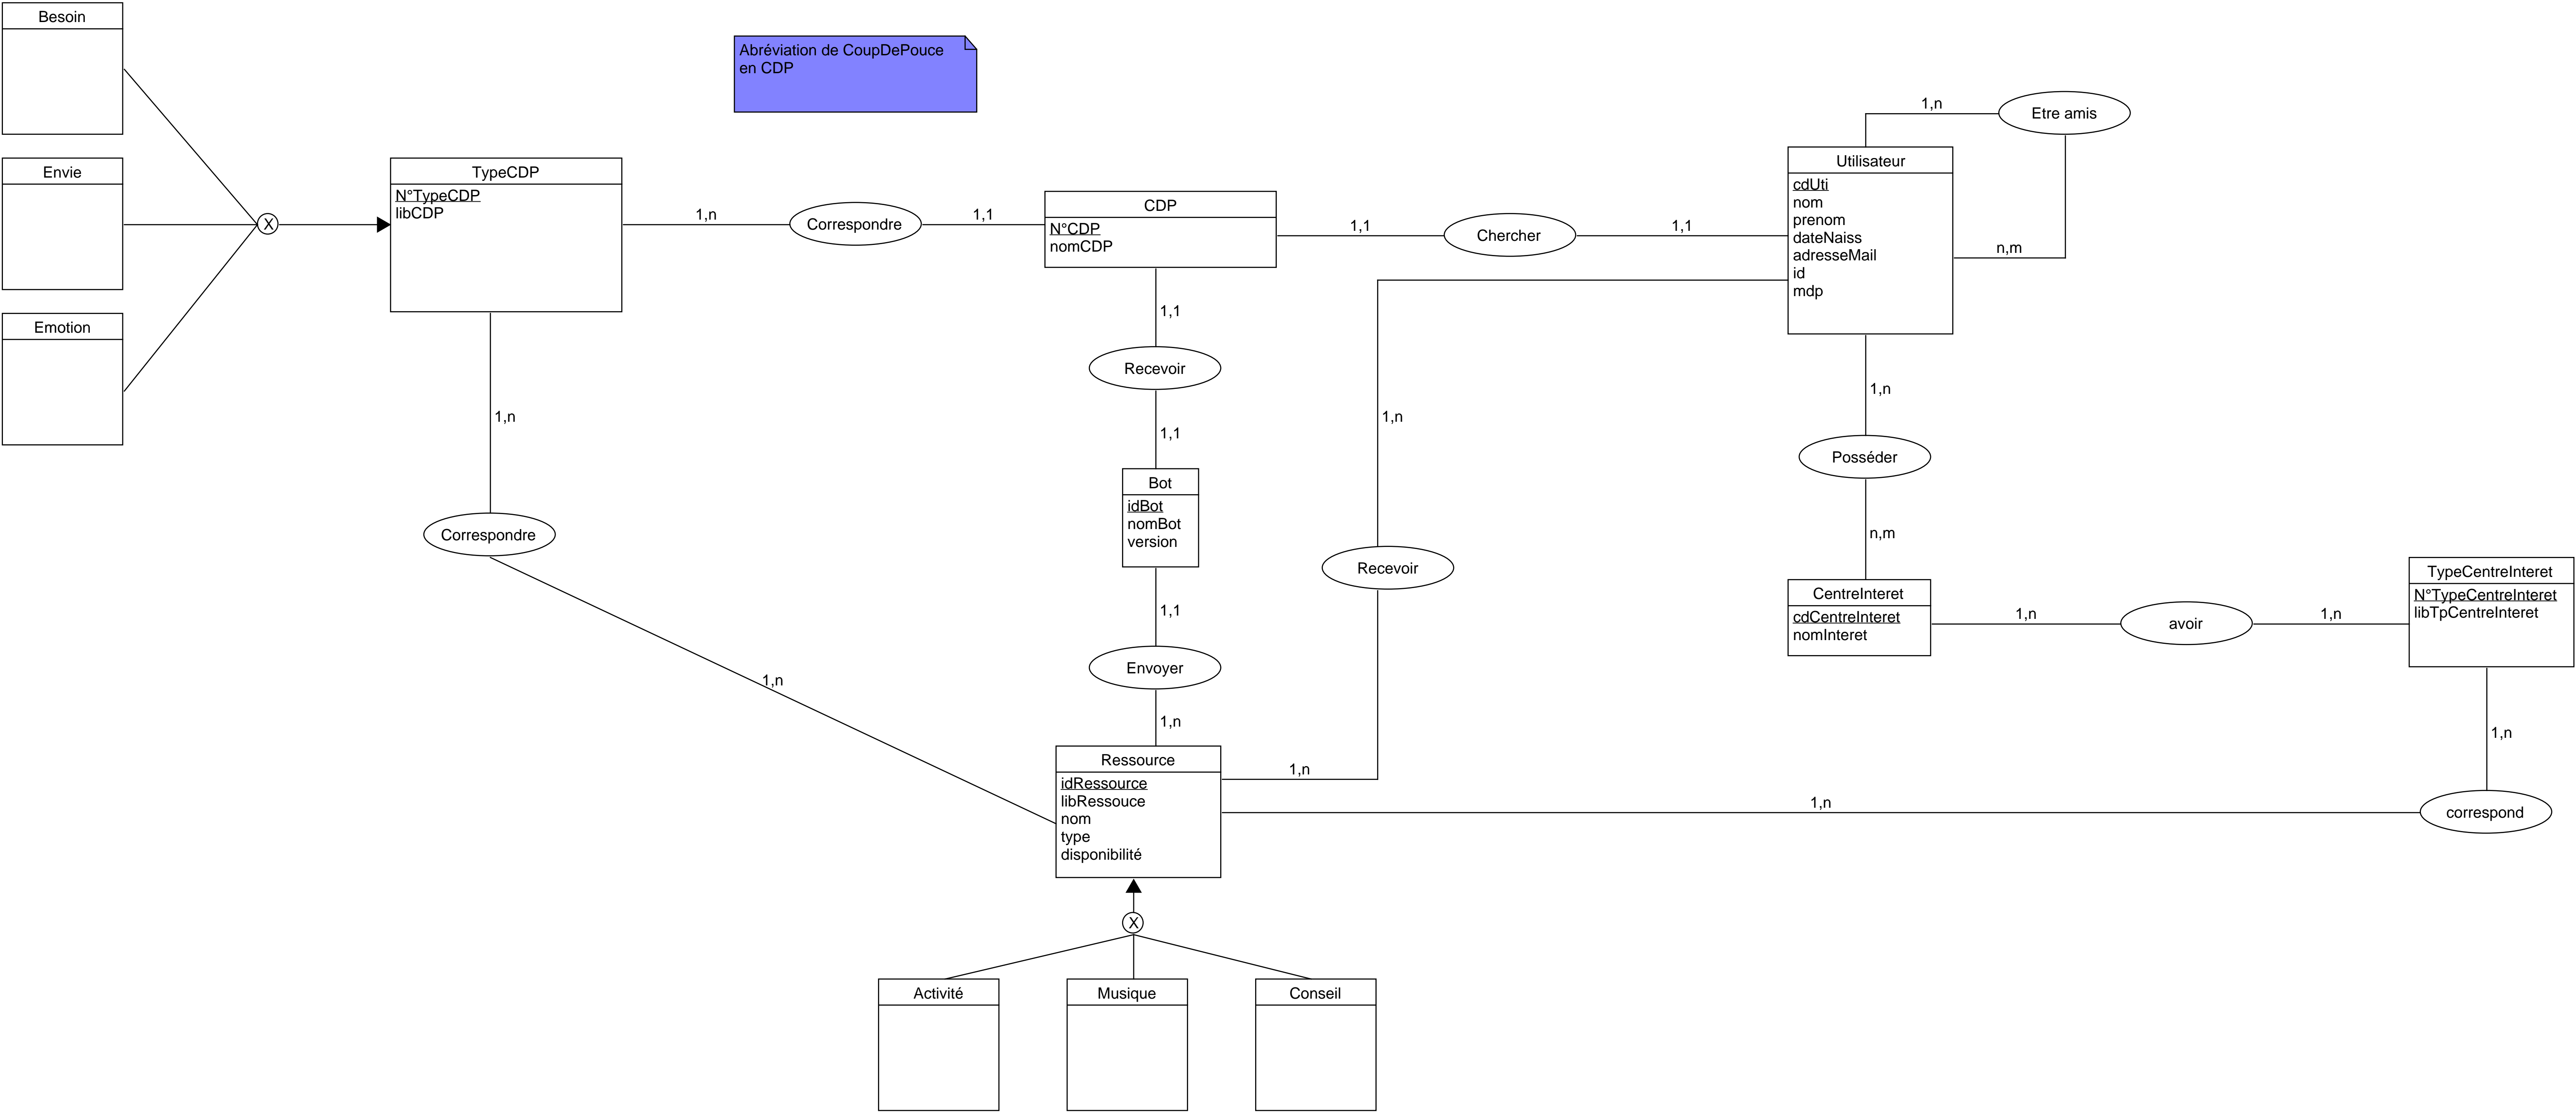 Besoin
Abréviation de CoupDePouce
en CDP
1,n
Etre amis
Envie
TypeCDP
N°TypeCDP
libCDP
X
1,n
Correspondre
1,1
CDP
N°CDP
nomCDP
1,1
Chercher
1,1
Utilisateur
cdUti
nom
prenom
dateNaiss
adresseMail
id
mdp
n,m
Emotion
1,1
Recevoir
1,n
1,n
1,n
1,1
Posséder
Bot
idBot
nomBot
version
Correspondre
n,m
Recevoir
CentreInteret
cdCentreInteret
nomInteret
1,n
avoir
1,n
TypeCentreInteret
N°TypeCentreInteret
libTpCentreInteret
1,1
Envoyer
1,n
1,n
1,n
Ressource
idRessource
libRessouce
nom
type
disponibilité
1,n
1,n
1,n
correspond
X
Activité
Musique
Conseil